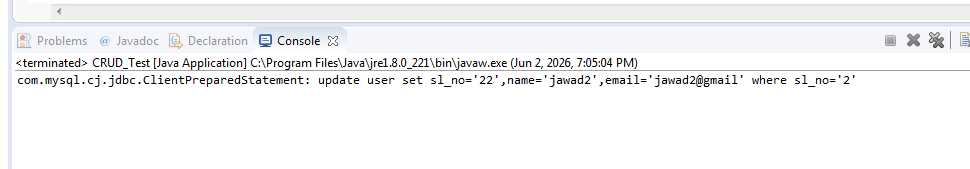 Problems @ Javadoc Declaration Console
<terminated> CRUD_Test [Java Application] C:\Program Files\Java\jre1.8.0_221\bin\javaw.exe (Jun 2, 2026, 7:05:04 PM)
com.mysql.cj.jdbc.ClientPreparedStatement: update user set sl_no='22',name='jawad2',email='jawad2@gmail' where sl_no='2'